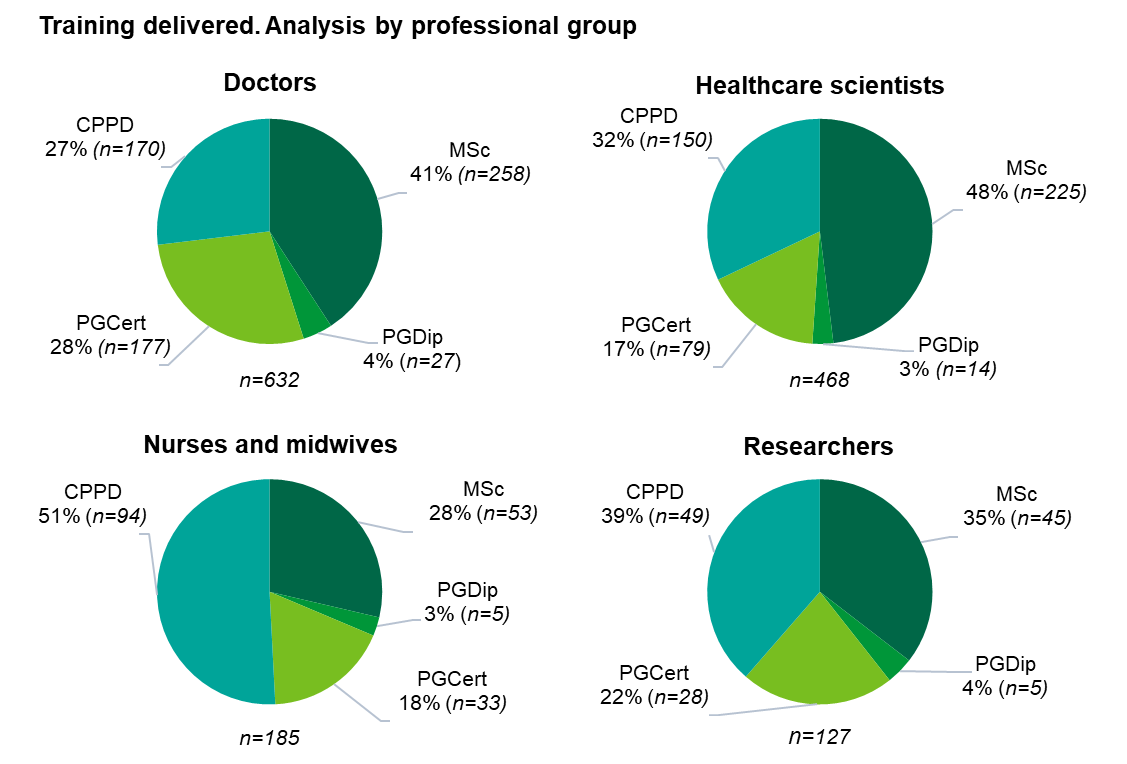 Training delivered. Analysis by professional group
Doctors
CPPD
27% (n=170)
MSc
41% (n=258)
PGCert
28% (n=177)
PGDip
4% (n=27)
n=632
Healthcare scientists
CPPD
32% (n=150)
MSc
48% (n=225)
PGCert
17% (n=79)
PGDip
3% (n=14)
n=468
Nurses and midwives
CPPD
51% (n=94)
MSc
28% (n=53)
PGDip
3% (n=5)
PGCert
18% (n=33)
n=185
Researchers
CPPD
39% (n=49)
MSc
35% (n=45)
PGCert
22% (n=28)
PGDip
4% (n=5)
n=127